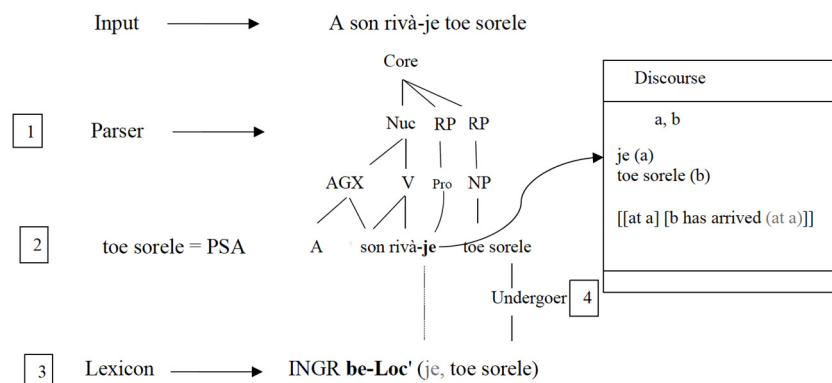 Input A son rivà-je toe sorele
Core
Discourse
a, b
1 Parser Nuc RP RP
je (a)
toe sorele (b)
AGX V Pro NP
[[at a] [b has arrived (at a)]]
2 toe sorele = PSA A son rivà-je toe sorele
Undergoer 4
3 Lexicon INGR be-Loc' (je, toe sorele)